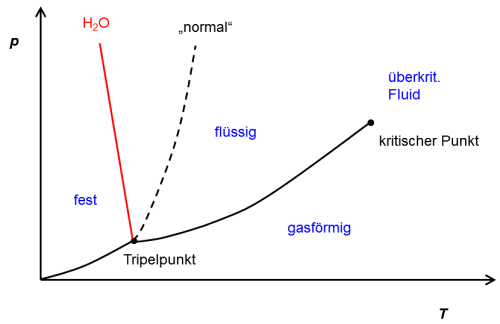 H₂O
„normal“
p
überkrit.
Fluid
flüssig
kritischer Punkt
fest
gasförmig
Tripelpunkt
T